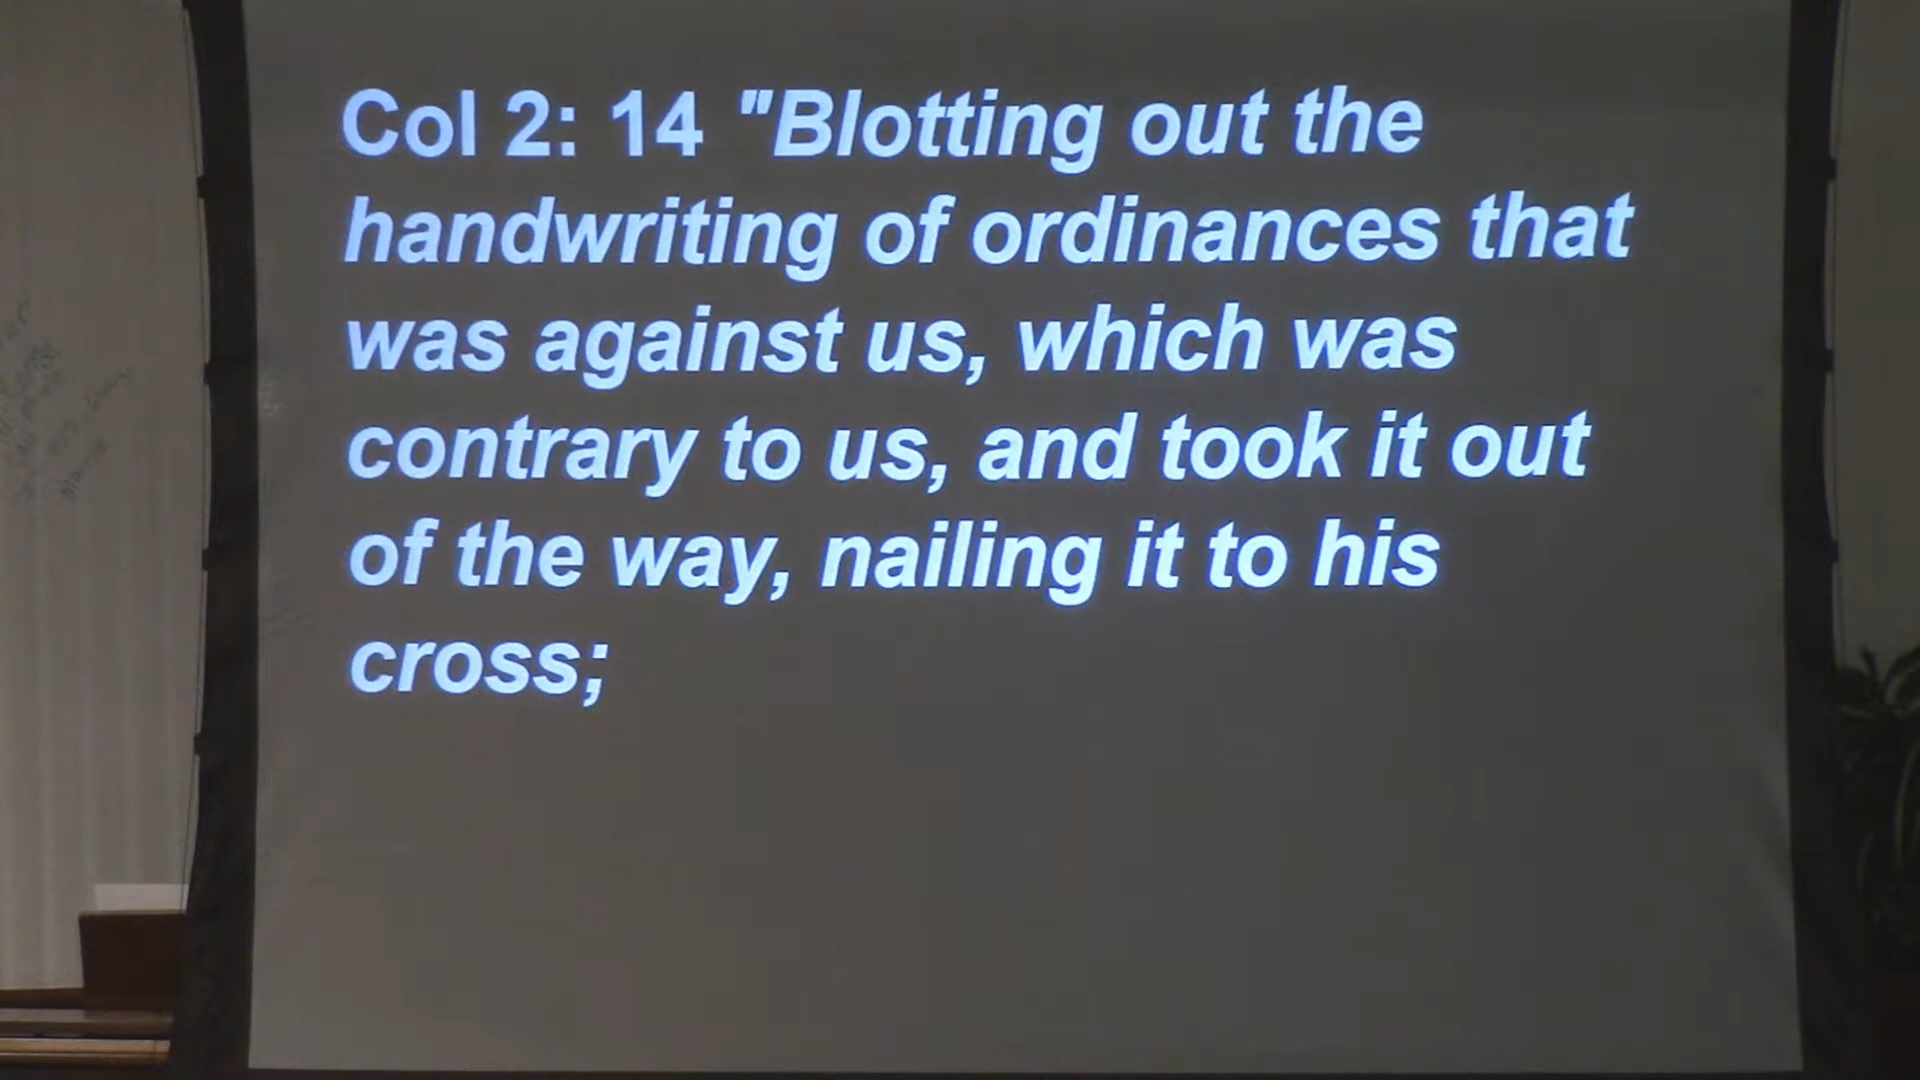 Col 2: 14 "Blotting out the
handwriting of ordinances that
was against us, which was
contrary to us, and took it out
of the way, nailing it to his
cross;